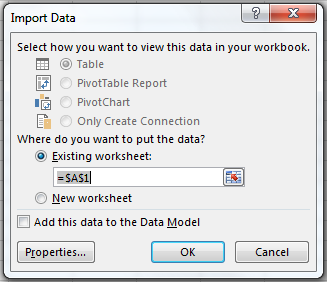 Import Data
?
Select how you want to view this data in your workbook.
Table
PivotTable Report
PivotChart
Only Create Connection
Where do you want to put the data?
Existing worksheet:
=$A$1
New worksheet
Add this data to the Data Model
Properties...
OK
Cancel